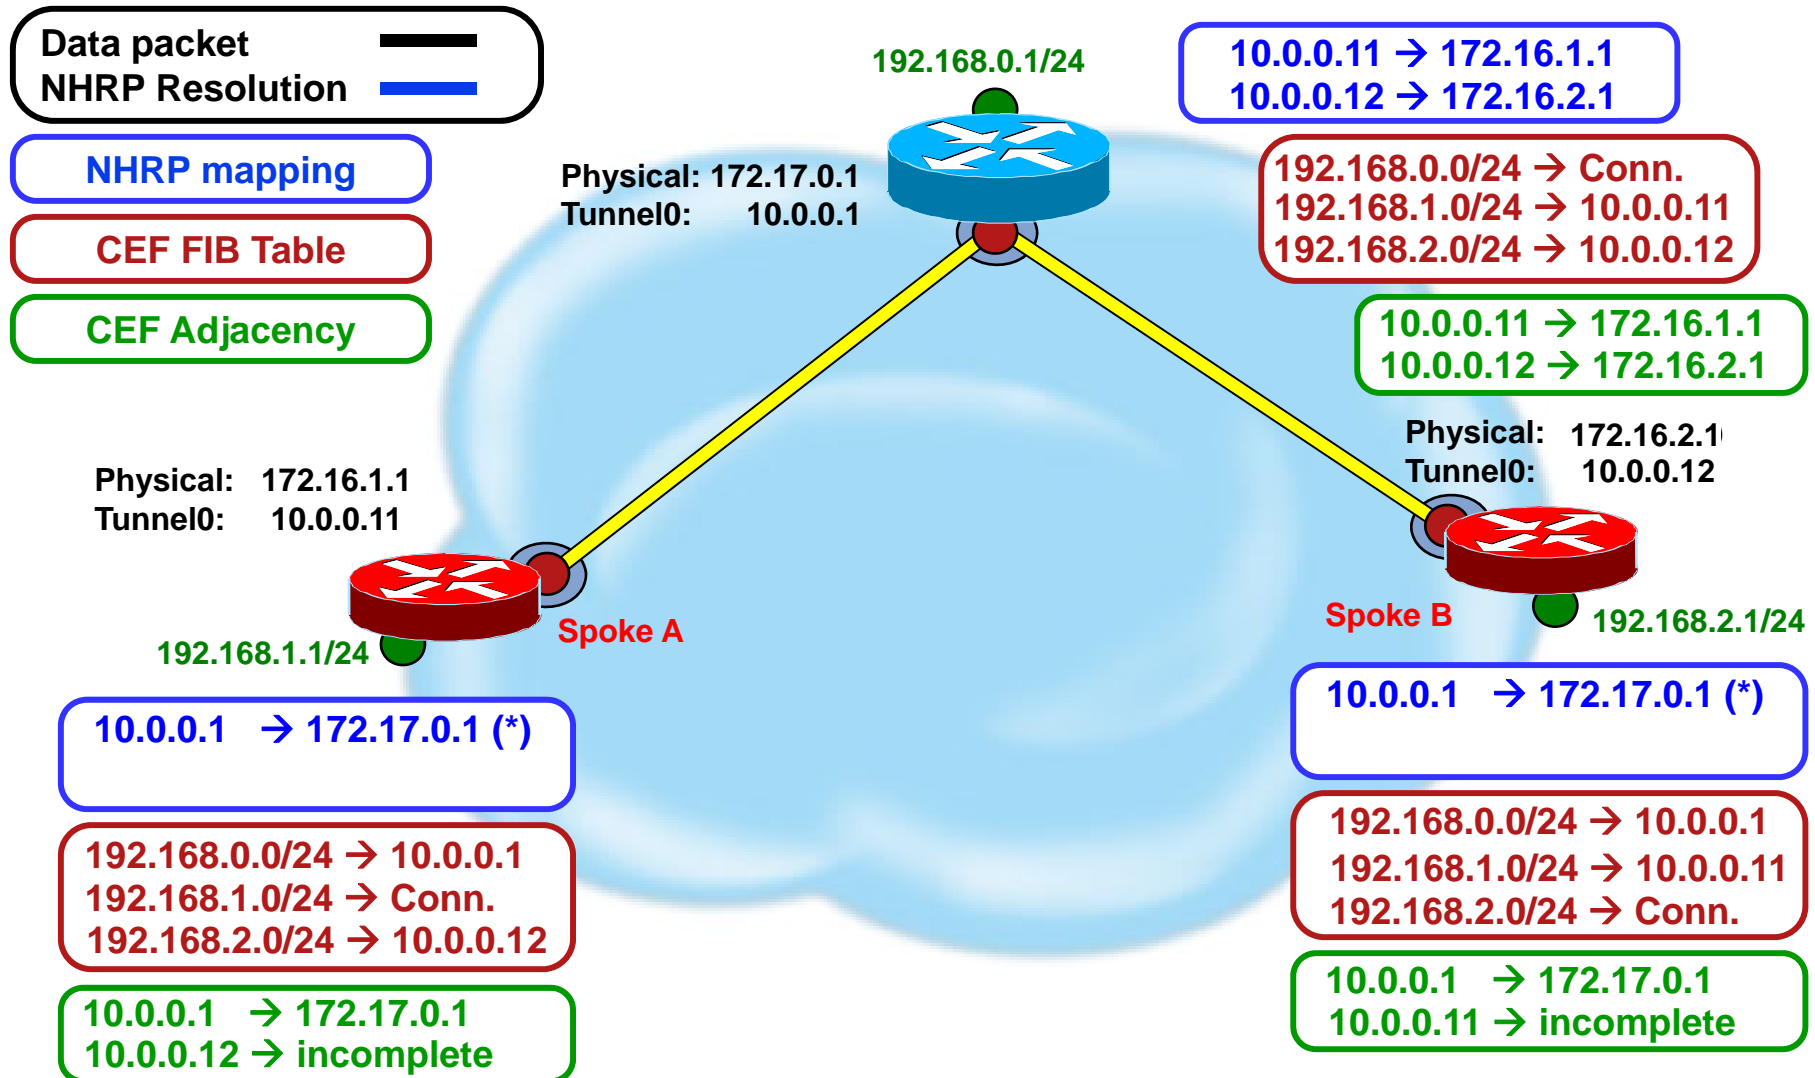 Data packet
NHRP Resolution
NHRP mapping
CEF FIB Table
CEF Adjacency
192.168.0.1/24
Physical: 172.17.0.1
Tunnel0: 10.0.0.1
10.0.0.11 → 172.16.1.1
10.0.0.12 → 172.16.2.1
192.168.0.0/24 → Conn.
192.168.1.0/24 → 10.0.0.11
192.168.2.0/24 → 10.0.0.12
10.0.0.11 → 172.16.1.1
10.0.0.12 → 172.16.2.1
Physical: 172.16.1.1
Tunnel0: 10.0.0.11
Spoke A
192.168.1.1/24
10.0.0.1 → 172.17.0.1 (*)
192.168.0.0/24 → 10.0.0.1
192.168.1.0/24 → Conn.
192.168.2.0/24 → 10.0.0.12
10.0.0.1 → 172.17.0.1
10.0.0.12 → incomplete
Physical: 172.16.2.1
Tunnel0: 10.0.0.12
Spoke B
192.168.2.1/24
10.0.0.1 → 172.17.0.1 (*)
192.168.0.0/24 → 10.0.0.1
192.168.1.0/24 → 10.0.0.11
192.168.2.0/24 → Conn.
10.0.0.1 → 172.17.0.1
10.0.0.11 → incomplete